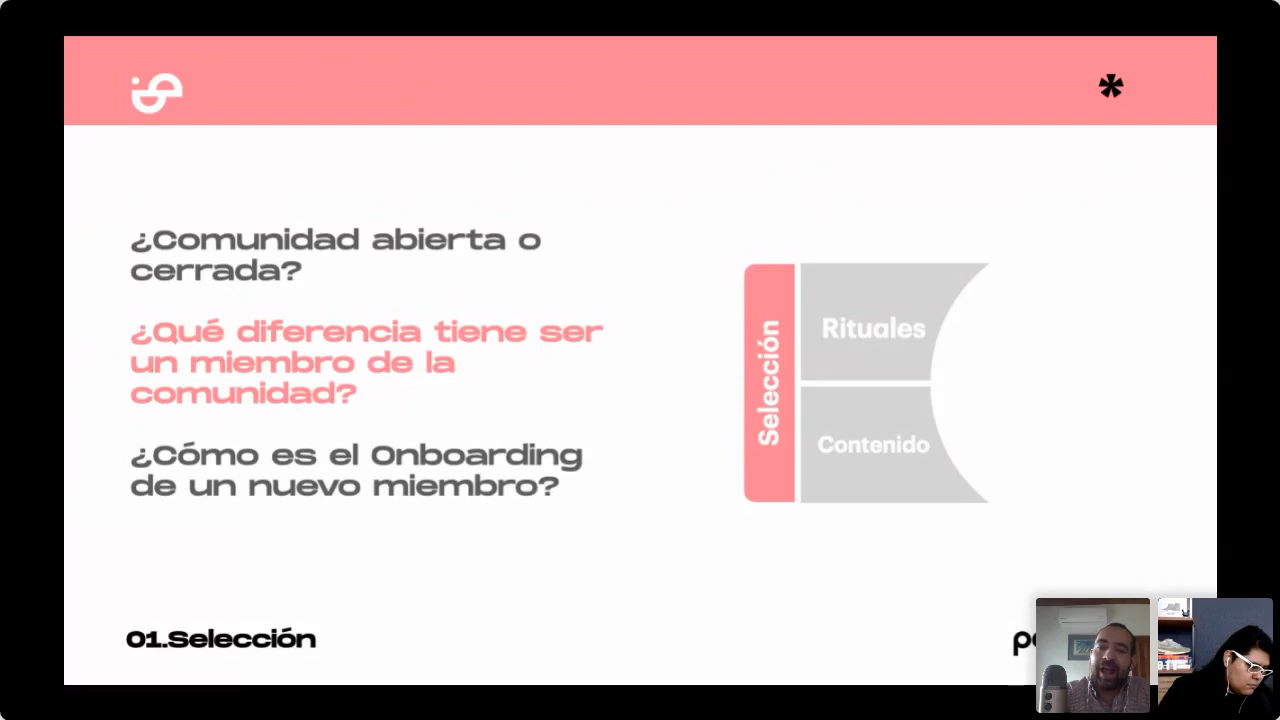 ¿Comunidad abierta o
cerrada?
¿Qué diferencia tiene ser
un miembro de la
comunidad?
¿Cómo es el Onboarding
de un nuevo miembro?
Selección
Rituales
Contenido
01.Selección